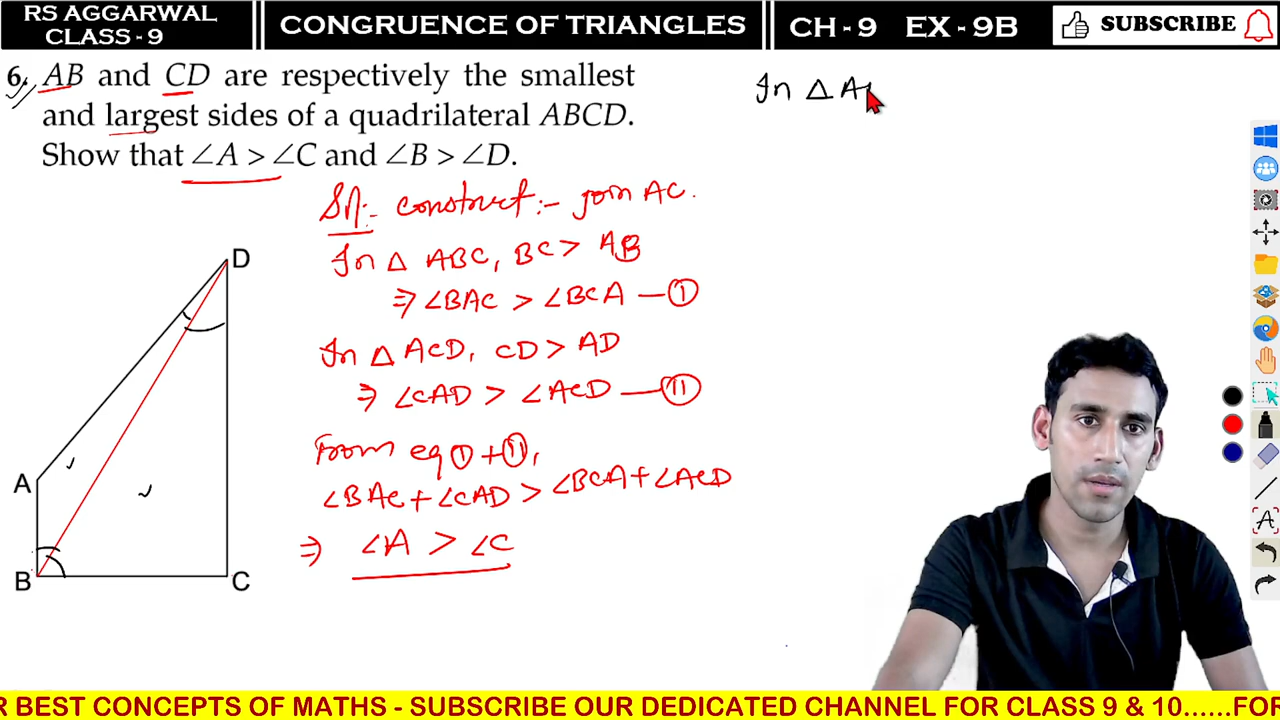 RS AGGARWAL
CLASS - 9
CONGRUENCE OF TRIANGLES
CH - 9 EX - 9B
SUBSCRIBE
6. AB and CD are respectively the smallest
and largest sides of a quadrilateral ABCD.
Show that ∠A > ∠C and ∠B > ∠D.
Sol:- construct:- join AC.
In △ ABC, BC > AB
⇒ ∠BAC > ∠BCA — ①
In △ ACD, CD > AD
⇒ ∠CAD > ∠ACD — ⑪
From eq ① + ⑪,
∠BAC + ∠CAD > ∠BCA + ∠ACD
⇒ ∠A > ∠C
In △ A
D
A
B
C
R BEST CONCEPTS OF MATHS - SUBSCRIBE OUR DEDICATED CHANNEL FOR CLASS 9 & 10......FOR